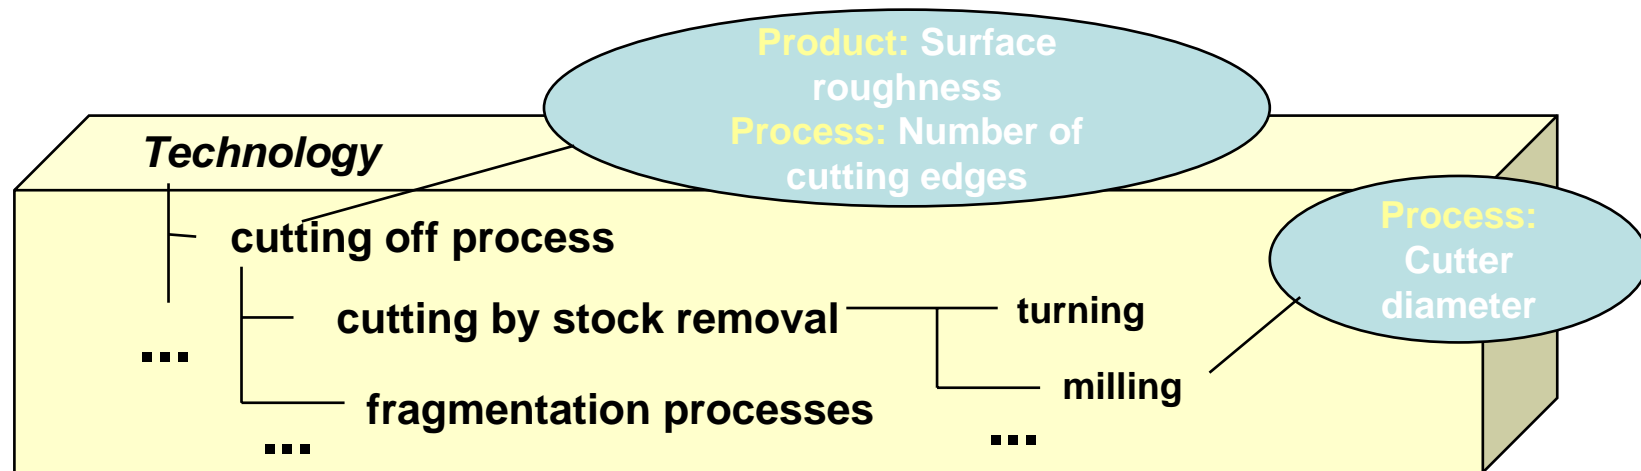 Product: Surface
roughness
Process: Number of
cutting edges
Technology
Process:
Cutter
diameter
cutting off process
cutting by stock removal
turning
...
milling
fragmentation processes
...
...